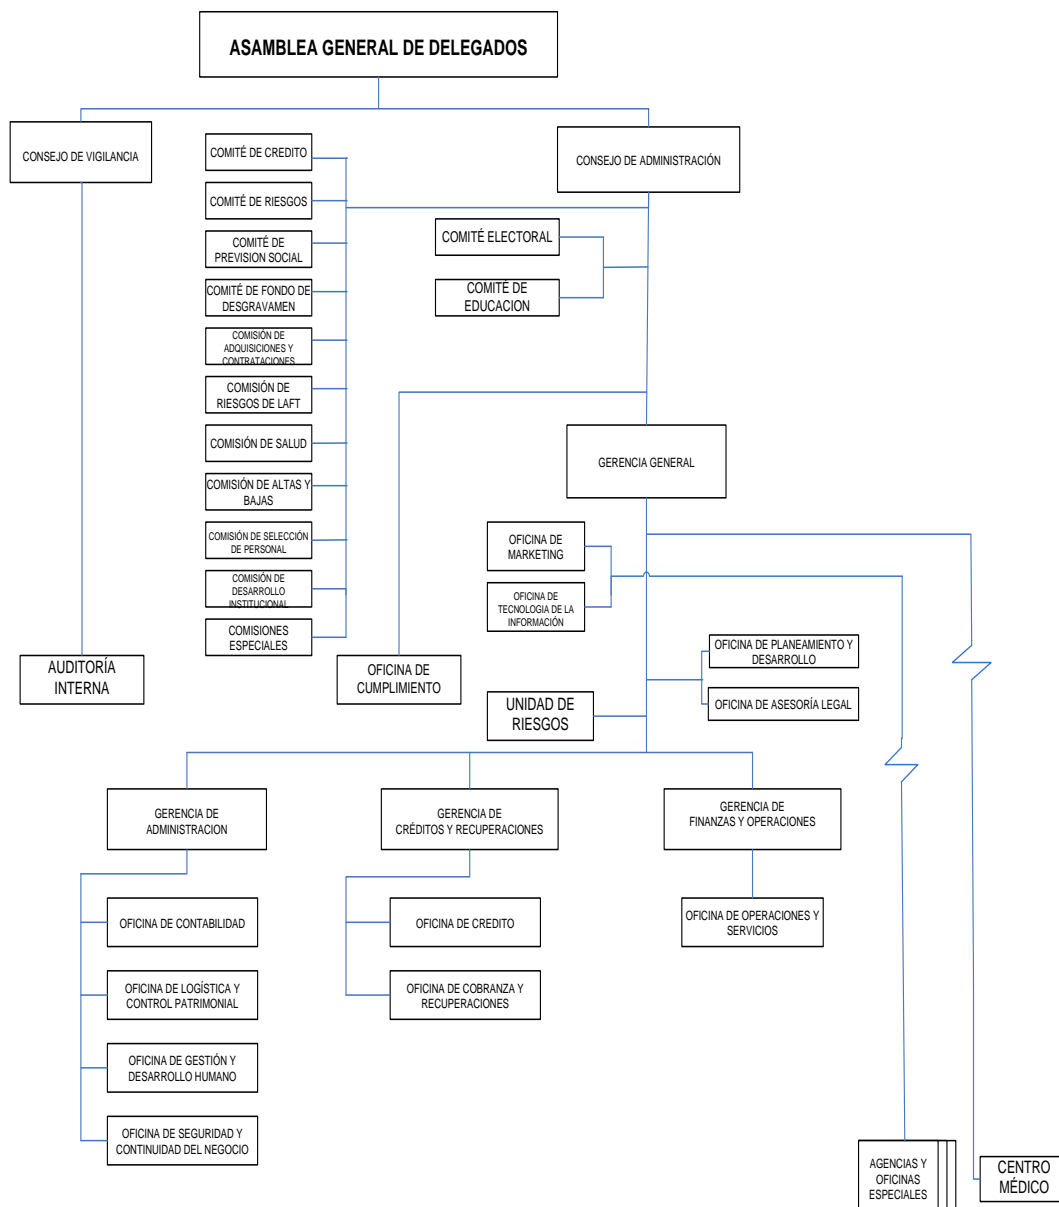 ASAMBLEA GENERAL DE DELEGADOS
CONSEJO DE VIGILANCIA
CONSEJO DE ADMINISTRACIÓN
COMITÉ DE CREDITO
COMITÉ DE RIESGOS
COMITÉ DE
PREVISION SOCIAL
COMITÉ DE FONDO DE
DESGRAVAMEN
COMISIÓN DE
ADQUISICIONES Y
CONTRATACIONES
COMISIÓN DE
RIESGOS DE LAFT
COMISIÓN DE SALUD
COMISIÓN DE ALTAS Y
BAJAS
COMISIÓN DE SELECCIÓN
DE PERSONAL
COMISIÓN DE
DESARROLLO
INSTITUCIONAL
COMISIONES
ESPECIALES
COMITÉ ELECTORAL
COMITÉ DE
EDUCACION
GERENCIA GENERAL
OFICINA DE
MARKETING
OFICINA DE
TECNOLOGIA DE LA
INFORMACIÓN
AUDITORÍA
INTERNA
OFICINA DE
CUMPLIMIENTO
OFICINA DE PLANEAMIENTO Y
DESARROLLO
OFICINA DE ASESORÍA LEGAL
UNIDAD DE
RIESGOS
GERENCIA DE
ADMINISTRACION
GERENCIA DE
CRÉDITOS Y RECUPERACIONES
GERENCIA DE
FINANZAS Y OPERACIONES
OFICINA DE CONTABILIDAD
OFICINA DE LOGÍSTICA Y
CONTROL PATRIMONIAL
OFICINA DE GESTIÓN Y
DESARROLLO HUMANO
OFICINA DE SEGURIDAD Y
CONTINUIDAD DEL NEGOCIO
OFICINA DE CREDITO
OFICINA DE COBRANZA Y
RECUPERACIONES
OFICINA DE OPERACIONES Y
SERVICIOS
AGENCIAS Y
OFICINAS
ESPECIALES
CENTRO
MÉDICO